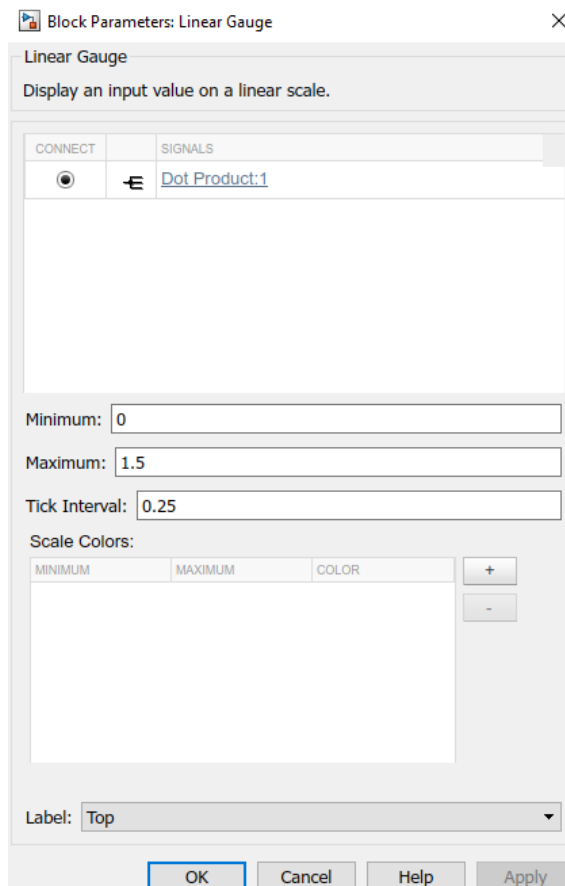 Block Parameters: Linear Gauge
Linear Gauge
Display an input value on a linear scale.
CONNECT SIGNALS
Dot Product:1
Minimum: 0
Maximum: 1.5
Tick Interval: 0.25
Scale Colors:
MINIMUM MAXIMUM COLOR
+
-
Label: Top
OK Cancel Help Apply